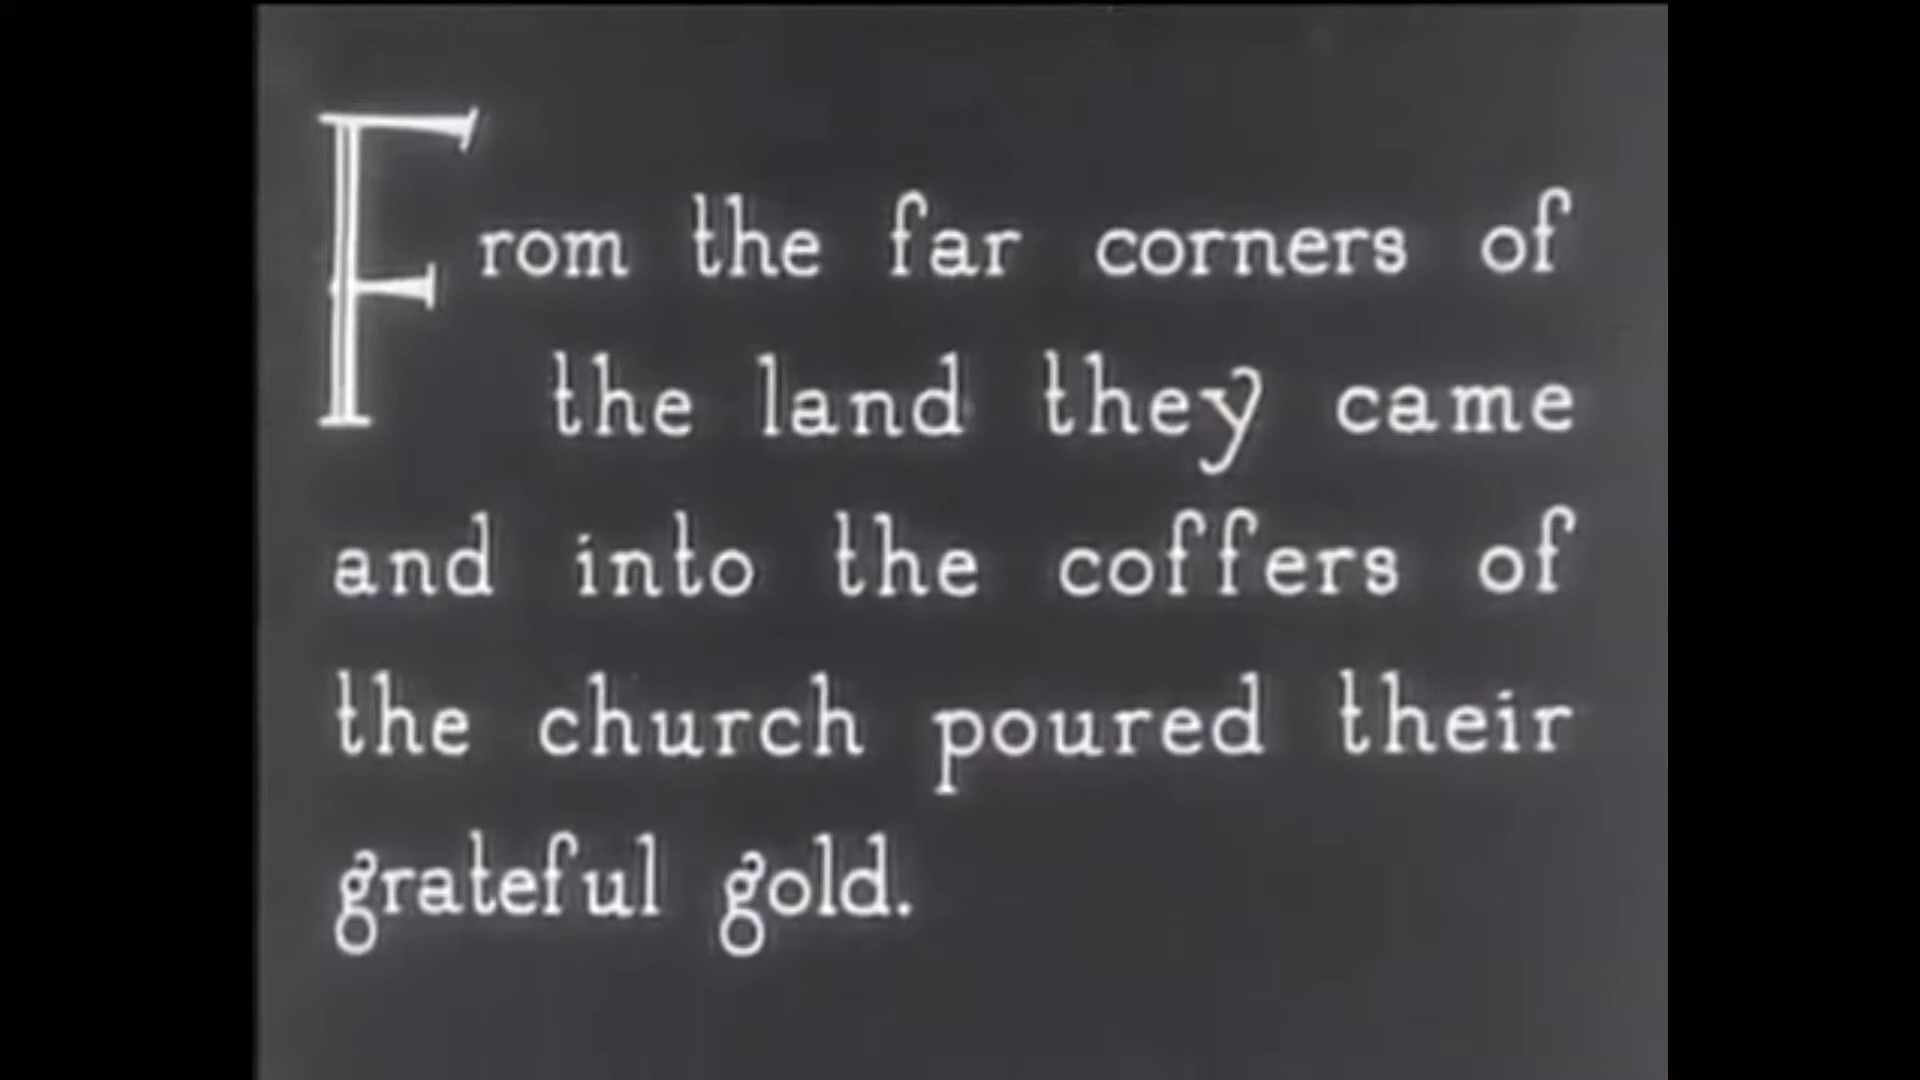 From the far corners of
the land they came
and into the coffers of
the church poured their
grateful gold.